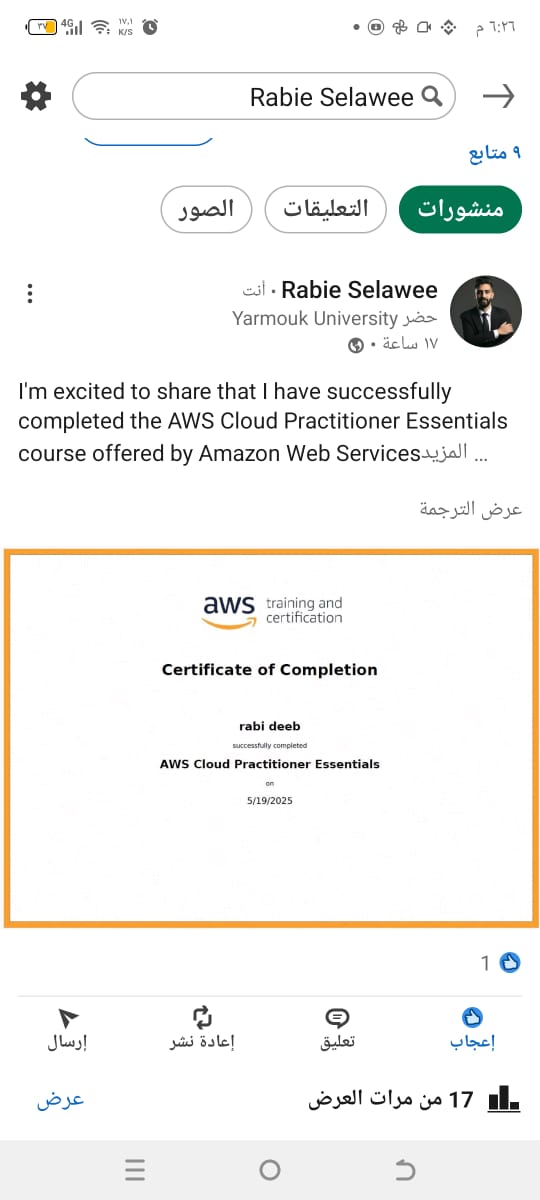 ٣٧ 4G ١٧,١ K/S ٦:٢٦ م
Rabie Selawee
٩ متابع
منشورات التعليقات الصور
Rabie Selawee • أنت
حضر Yarmouk University
١٧ ساعة •
I'm excited to share that I have successfully
completed the AWS Cloud Practitioner Essentials
course offered by Amazon Web Services... المزيد
عرض الترجمة
aws training and
certification
Certificate of Completion
rabi deeb
successfully completed
AWS Cloud Practitioner Essentials
on
5/19/2025
1
إعجاب تعليق إعادة نشر إرسال
17 من مرات العرض عرض